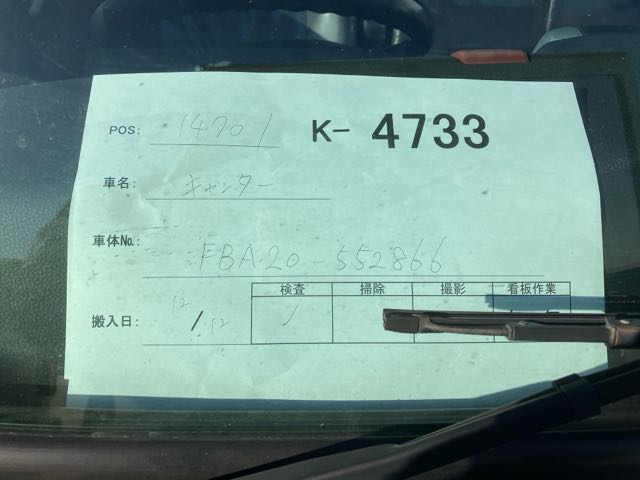 POS: 14701 K- 4733
車名: キャンター
車体No.: FBA20-552866
検査 掃除 撮影 看板作業
搬入日: 12/12